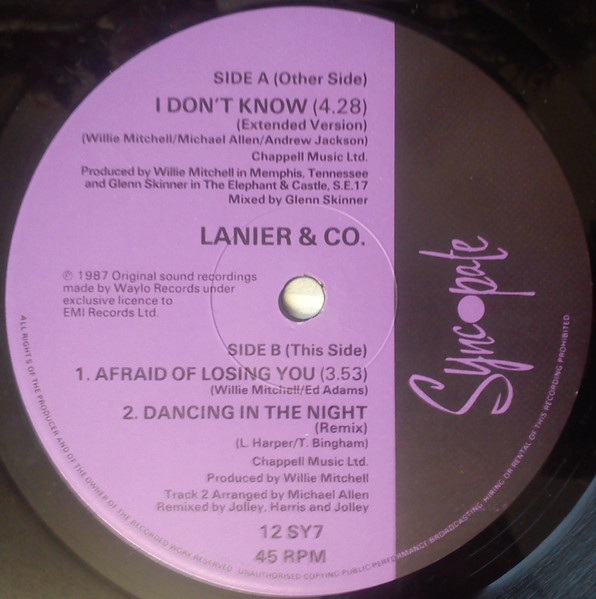 SIDE A (Other Side)
I DON'T KNOW (4.28)
(Extended Version)
(Willie Mitchell/Michael Allen/Andrew Jackson)
Chappell Music Ltd.
Produced by Willie Mitchell in Memphis, Tennessee
and Glenn Skinner in The Elephant & Castle, S.E.17
Mixed by Glenn Skinner
LANIER & CO.
℗ 1987 Original sound recordings
made by Waylo Records under
exclusive licence to
EMI Records Ltd.
Syncopate
SIDE B (This Side)
1. AFRAID OF LOSING YOU (3.53)
(Willie Mitchell/Ed Adams)
2. DANCING IN THE NIGHT
(Remix)
(L. Harper/T. Bingham)
Chappell Music Ltd.
Produced by Willie Mitchell
Track 2 Arranged by Michael Allen
Remixed by Jolley, Harris and Jolley
12 SY7
45 RPM
ALL RIGHTS OF THE PRODUCER AND OF THE OWNER OF THE RECORDED WORK RESERVED. UNAUTHORISED COPYING PUBLIC PERFORMANCE BROADCASTING, HIRING OR RENTAL OF THIS RECORDING PROHIBITED.